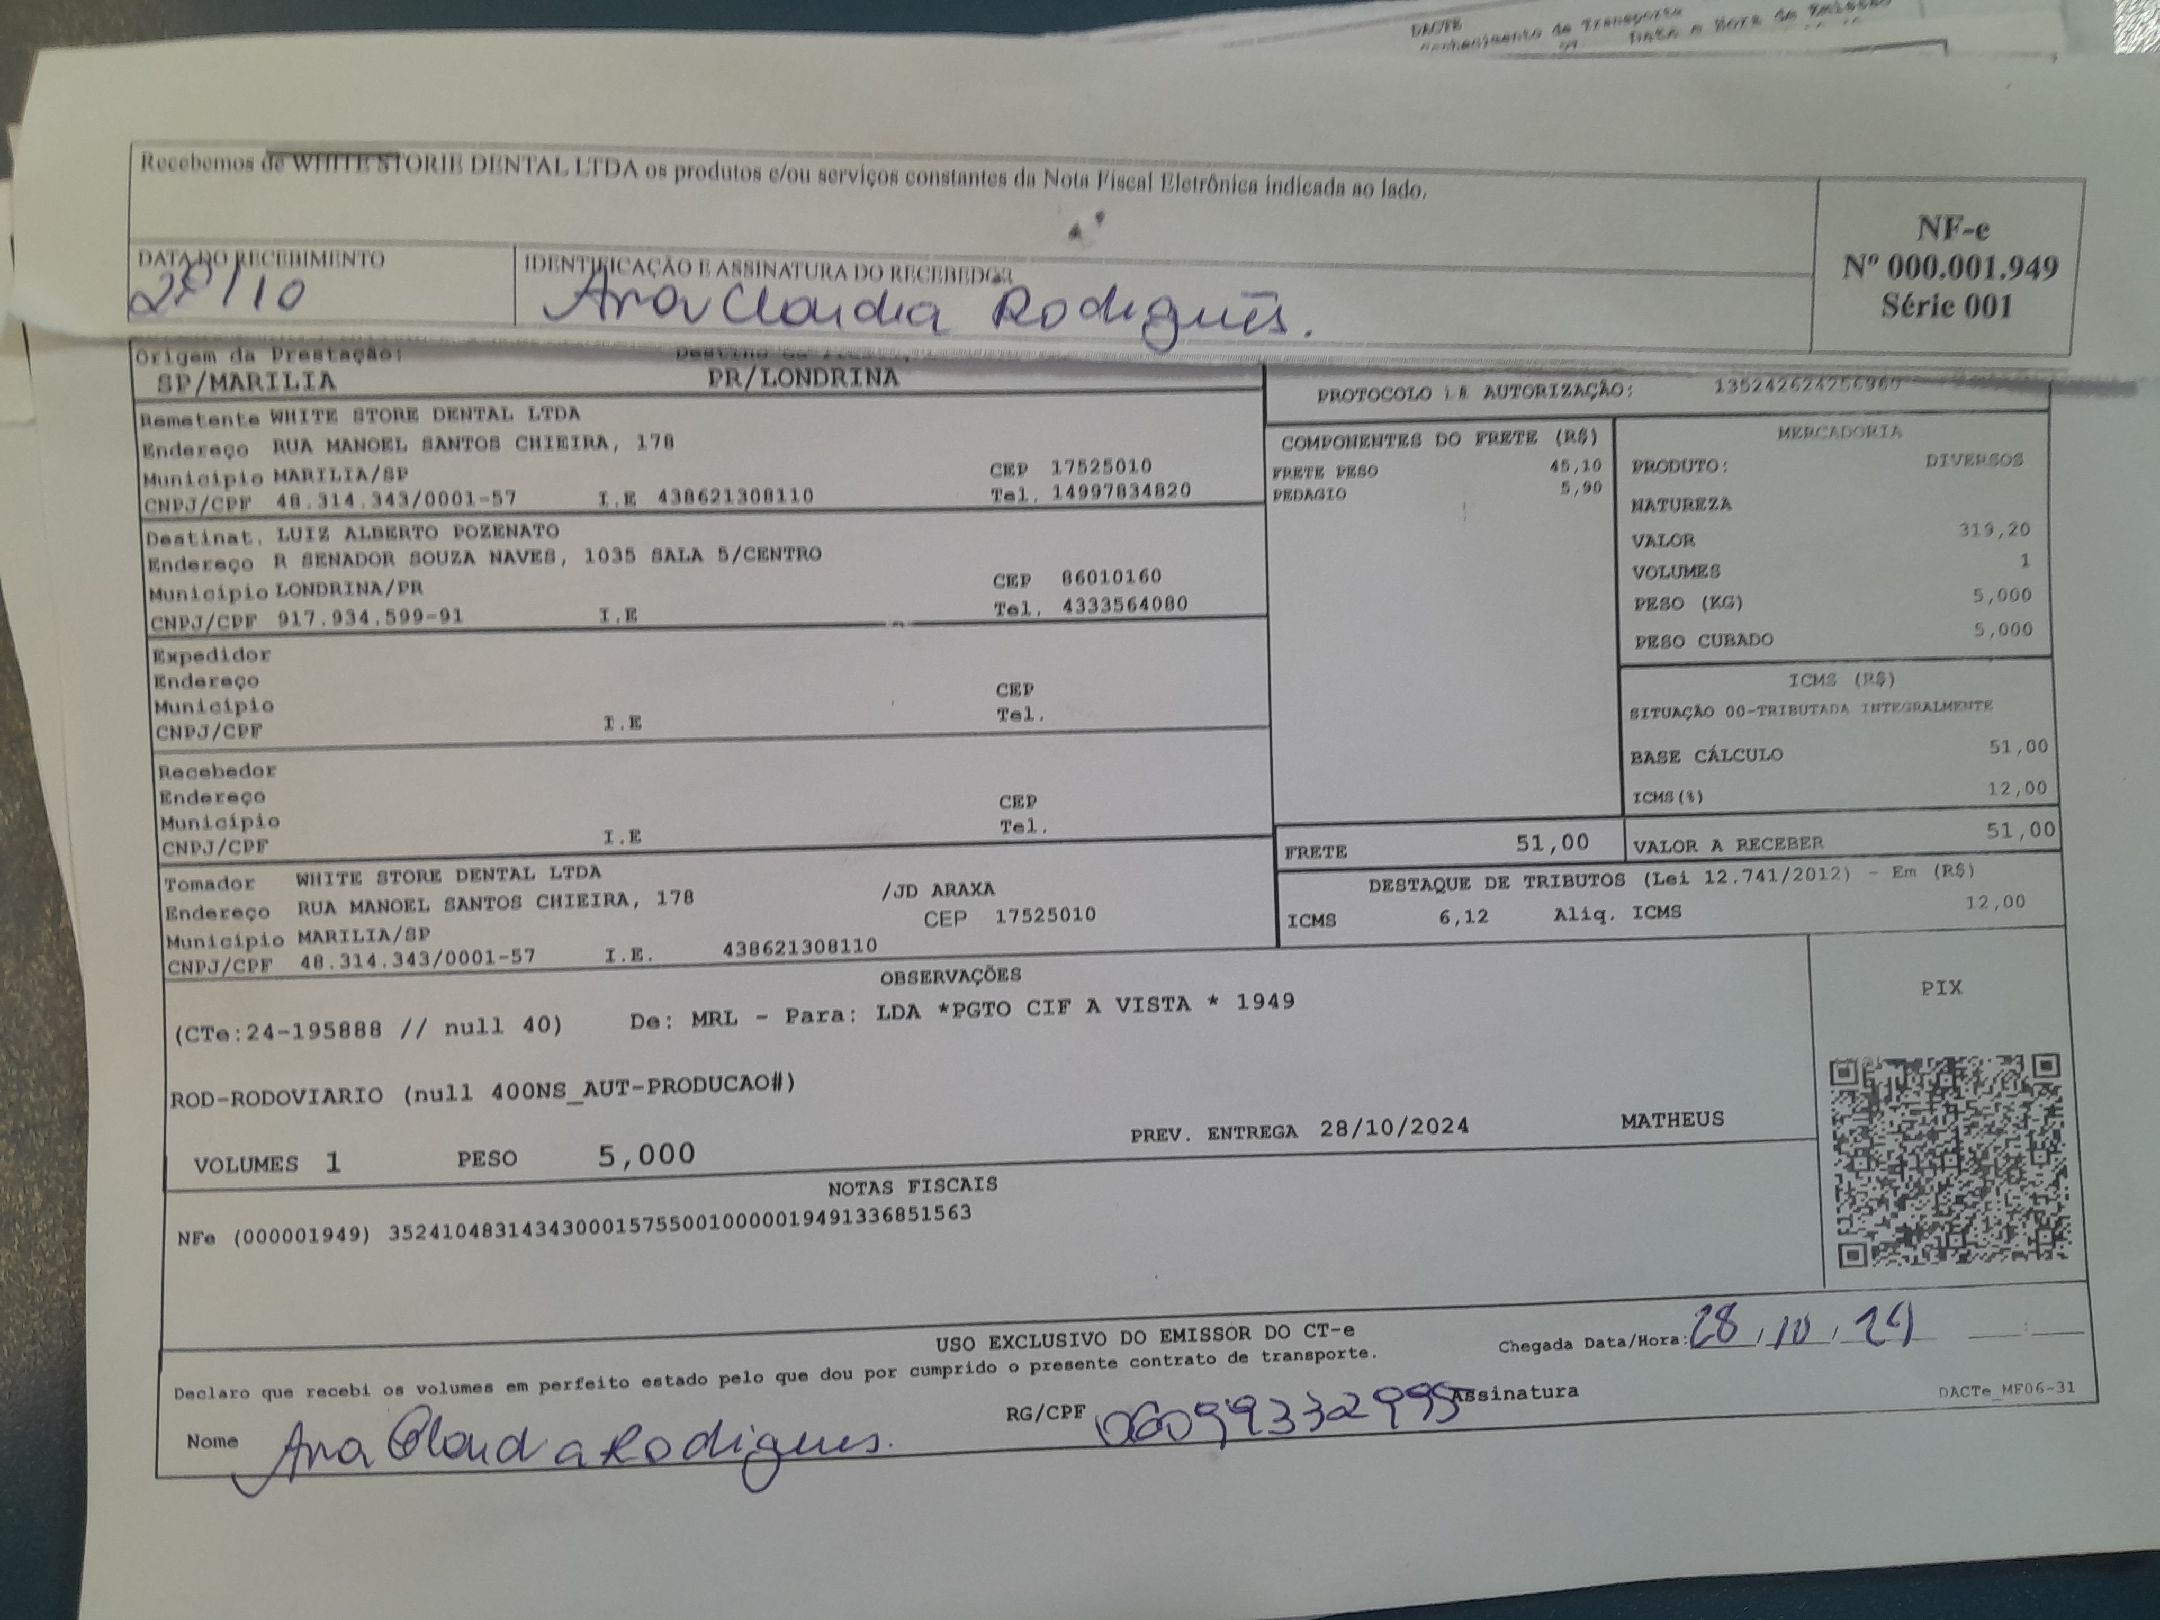 DACTE
Recebemos de WHITE STORIE DENTAL LTDA os produtos e/ou serviços constantes da Nota Fiscal Eletrônica indicada ao lado.
NF-e
Nº 000.001.949
Série 001
DATA DO RECEBIMENTO
28/10
IDENTIFICAÇÃO E ASSINATURA DO RECEBEDOR
Ana Claudia Rodrigues.
Origem da Prestação:
SP/MARILIA
PR/LONDRINA
PROTOCOLO DE AUTORIZAÇÃO:
Remetente WHITE STORE DENTAL LTDA
Endereço RUA MANOEL SANTOS CHIEIRA, 178
Município MARILIA/SP CEP 17525010
CNPJ/CPF 48.314.343/0001-57 I.E 438621308110 Tel. 14997834820
Destinat. LUIZ ALBERTO POZENATO
Endereço R SENADOR SOUZA NAVES, 1035 SALA 5/CENTRO
Município LONDRINA/PR CEP 86010160
CNPJ/CPF 917.934.599-91 I.E Tel. 4333564080
Expedidor
Endereço
Município CEP
CNPJ/CPF I.E Tel.
Recebedor
Endereço
Município CEP
CNPJ/CPF I.E Tel.
Tomador WHITE STORE DENTAL LTDA
Endereço RUA MANOEL SANTOS CHIEIRA, 178 /JD ARAXA
Município MARILIA/SP CEP 17525010
CNPJ/CPF 48.314.343/0001-57 I.E. 438621308110
COMPONENTES DO FRETE (R$)
FRETE PESO 45,10
PEDAGIO 5,90
MERCADORIA
PRODUTO: DIVERSOS
NATUREZA
VALOR 319,20
VOLUMES 1
PESO (KG) 5,000
PESO CUBADO 5,000
ICMS (R$)
SITUAÇÃO 00-TRIBUTADA INTEGRALMENTE
BASE CÁLCULO 51,00
ICMS(%) 12,00
FRETE 51,00
VALOR A RECEBER 51,00
DESTAQUE DE TRIBUTOS (Lei 12.741/2012) - Em (R$)
ICMS 6,12 Aliq. ICMS 12,00
OBSERVAÇÕES
(CTe:24-195888 // null 40) De: MRL - Para: LDA *PGTO CIF A VISTA * 1949
ROD-RODOVIARIO (null 400NS_AUT-PRODUCAO#)
VOLUMES 1 PESO 5,000 PREV. ENTREGA 28/10/2024 MATHEUS
PIX
NOTAS FISCAIS
NFe (000001949) 35241048314343000157550010000019491336851563
USO EXCLUSIVO DO EMISSOR DO CT-e
Chegada Data/Hora: 28/10/24
Declaro que recebi os volumes em perfeito estado pelo que dou por cumprido o presente contrato de transporte.
Nome Ana Claudia Rodrigues.
RG/CPF 06099332995
Assinatura
DACTe_MF06-31